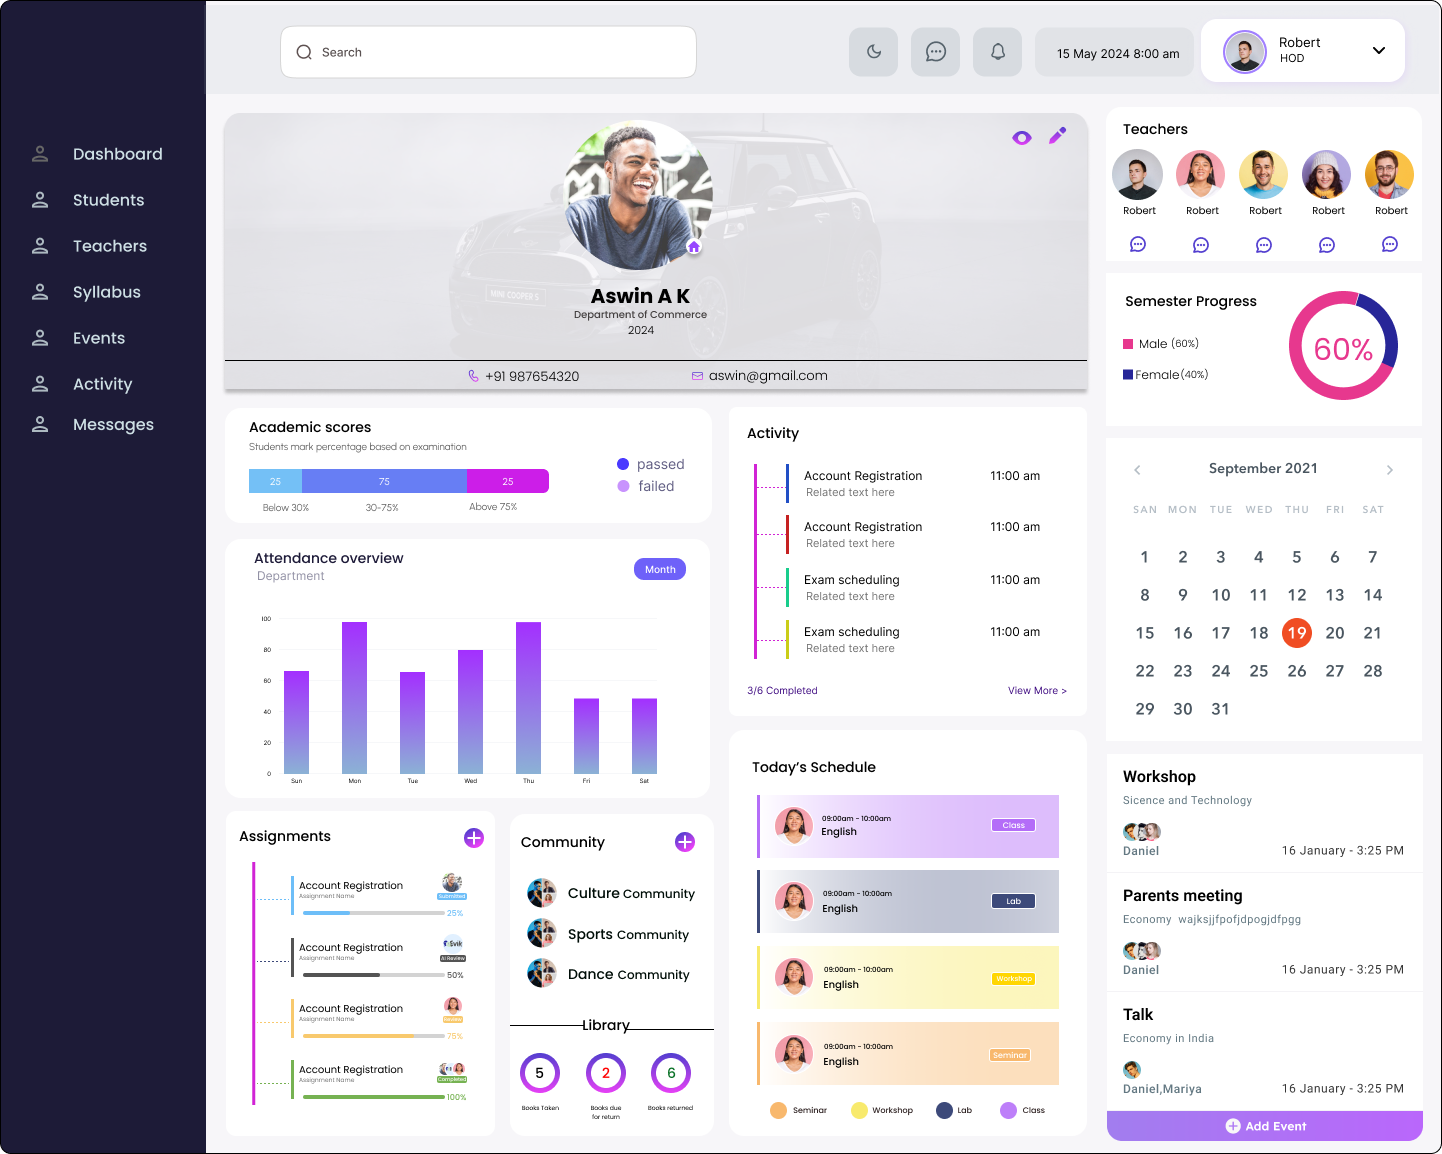 Search
15 May 2024 8:00 am
Robert
HOD
Dashboard
Students
Teachers
Syllabus
Events
Activity
Messages
MINI COOPER S
Aswin A K
Department of Commerce
2024
+91 987654320
aswin@gmail.com
Teachers
Robert Robert Robert Robert Robert
Semester Progress
Male (60%)
Female(40%)
60%
Academic scores
Students mark percentage based on examination
25 75 25
Below 30% 30-75% Above 75%
passed
failed
Activity
Account Registration 11:00 am
Related text here
Account Registration 11:00 am
Related text here
Exam scheduling 11:00 am
Related text here
Exam scheduling 11:00 am
Related text here
3/6 Completed View More >
September 2021
SAN MON TUE WED THU FRI SAT
1 2 3 4 5 6 7
8 9 10 11 12 13 14
15 16 17 18 19 20 21
22 23 24 25 26 27 28
29 30 31
Attendance overview
Department
Month
100
80
60
40
20
0
Sun Mon Tue Wed Thu Fri Sat
Assignments
Account Registration
Assignment Name
Submitted
25%
Account Registration
Assignment Name
Svik
AI Review
50%
Account Registration
Assignment Name
Review
75%
Account Registration
Assignment Name
Completed
100%
Community
Culture Community
Sports Community
Dance Community
Library
5 2 6
Books Taken
Books due
for return
Books returned
Today’s Schedule
09:00am - 10:00am
English
Class
09:00am - 10:00am
English
Lab
09:00am - 10:00am
English
Workshop
09:00am - 10:00am
English
Seminar
Seminar Workshop Lab Class
Workshop
Sicence and Technology
Daniel 16 January - 3:25 PM
Parents meeting
Economy wajksjjfpofjdpogjdfpgg
Daniel 16 January - 3:25 PM
Talk
Economy in India
Daniel,Mariya 16 January - 3:25 PM
Add Event